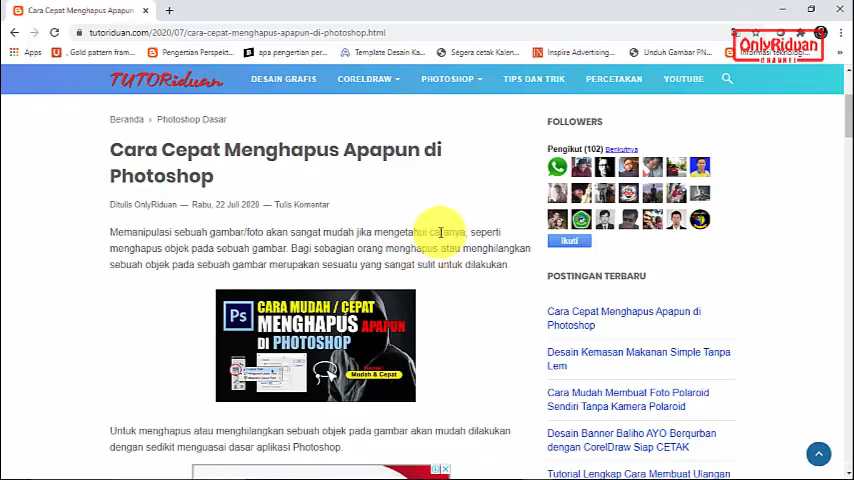 Cara Cepat Menghapus Apapun
tutoriduan.com/2020/07/cara-cepat-menghapus-apapun-di-photoshop.html
Apps
, Gold pattern fram...
Pengertian Perspekt...
apa pengertian per...
Template Desain Ka...
Segera cetak Kalen...
Inspire Advertising...
Unduh Gambar PN...
Informasi teknologi...
OnlyRiduan
CHANNEL
TUTORiduan
DESAIN GRAFIS
CORELDRAW
PHOTOSHOP
TIPS DAN TRIK
PERCETAKAN
YOUTUBE
Beranda › Photoshop Dasar
Cara Cepat Menghapus Apapun di
Photoshop
Ditulis OnlyRiduan — Rabu, 22 Juli 2020 — Tulis Komentar
Memanipulasi sebuah gambar/foto akan sangat mudah jika mengetahui caranya, seperti
menghapus objek pada sebuah gambar. Bagi sebagian orang menghapus atau menghilangkan
sebuah objek pada sebuah gambar merupakan sesuatu yang sangat sulit untuk dilakukan.
Ps
CARA MUDAH / CEPAT
MENGHAPUS APAPUN
DI PHOTOSHOP
Mudah & Cepat
Untuk menghapus atau menghilangkan sebuah objek pada gambar akan mudah dilakukan
dengan sedikit menguasai dasar aplikasi Photoshop.
FOLLOWERS
Pengikut (102) Berikutnya
Ikuti
POSTINGAN TERBARU
Cara Cepat Menghapus Apapun di
Photoshop
Desain Kemasan Makanan Simple Tanpa
Lem
Cara Mudah Membuat Foto Polaroid
Sendiri Tanpa Kamera Polaroid
Desain Banner Baliho AYO Berqurban
dengan CorelDraw Siap CETAK
Tutorial Lengkap Cara Membuat Ulangan